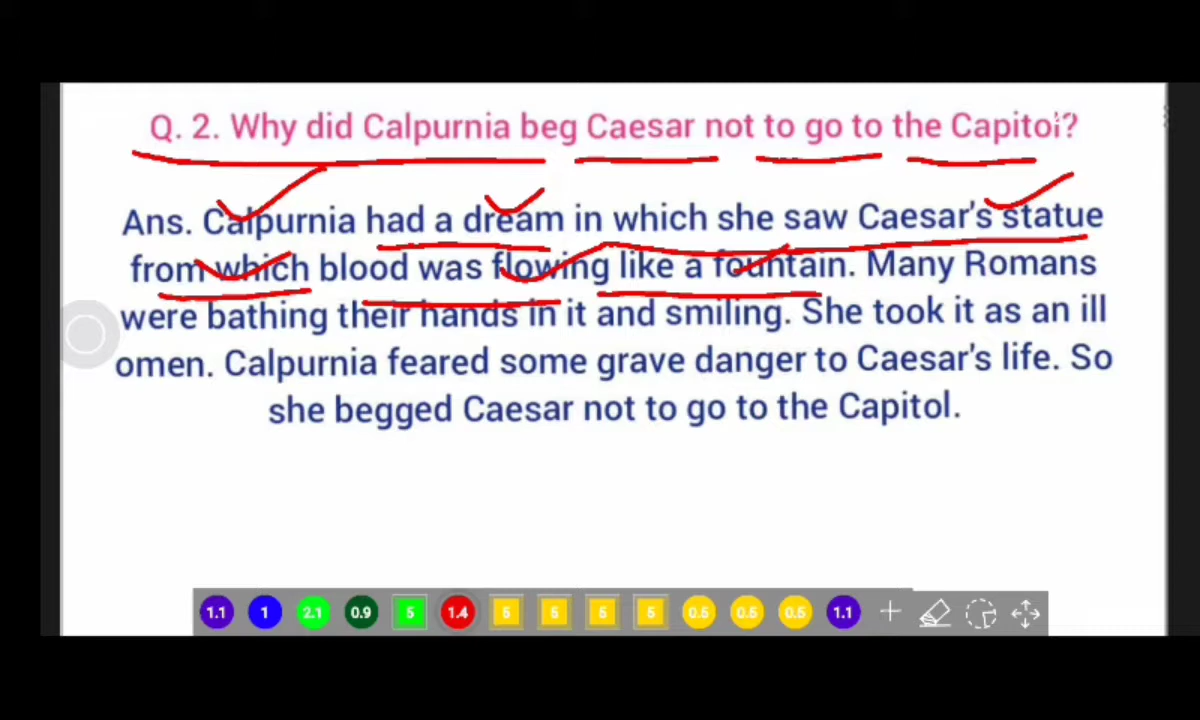 Q. 2. Why did Calpurnia beg Caesar not to go to the Capitol?
Ans. Calpurnia had a dream in which she saw Caesar's statue
from which blood was flowing like a fountain. Many Romans
were bathing their hands in it and smiling. She took it as an ill
omen. Calpurnia feared some grave danger to Caesar's life. So
she begged Caesar not to go to the Capitol.
1.1 1 2.1 0.9 5 1.4 5 5 5 5 0.5 0.5 0.5 1.1